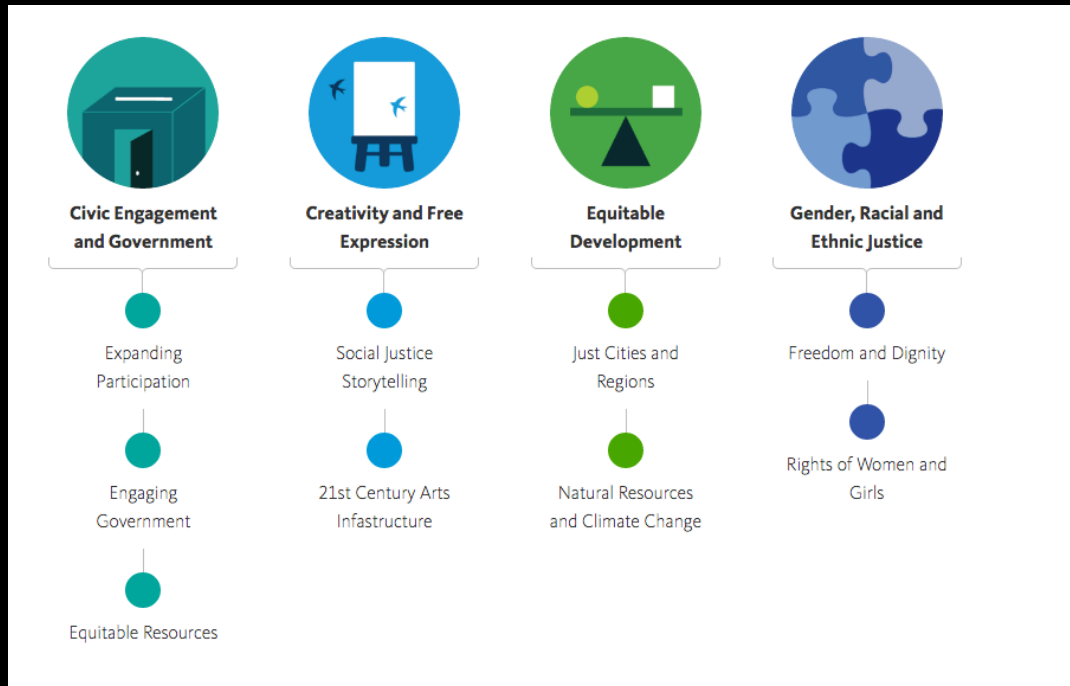 Civic Engagement
and Government
Expanding
Participation
Engaging
Government
Equitable Resources
Creativity and Free
Expression
Social Justice
Storytelling
21st Century Arts
Infastructure
Equitable
Development
Just Cities and
Regions
Natural Resources
and Climate Change
Gender, Racial and
Ethnic Justice
Freedom and Dignity
Rights of Women and
Girls